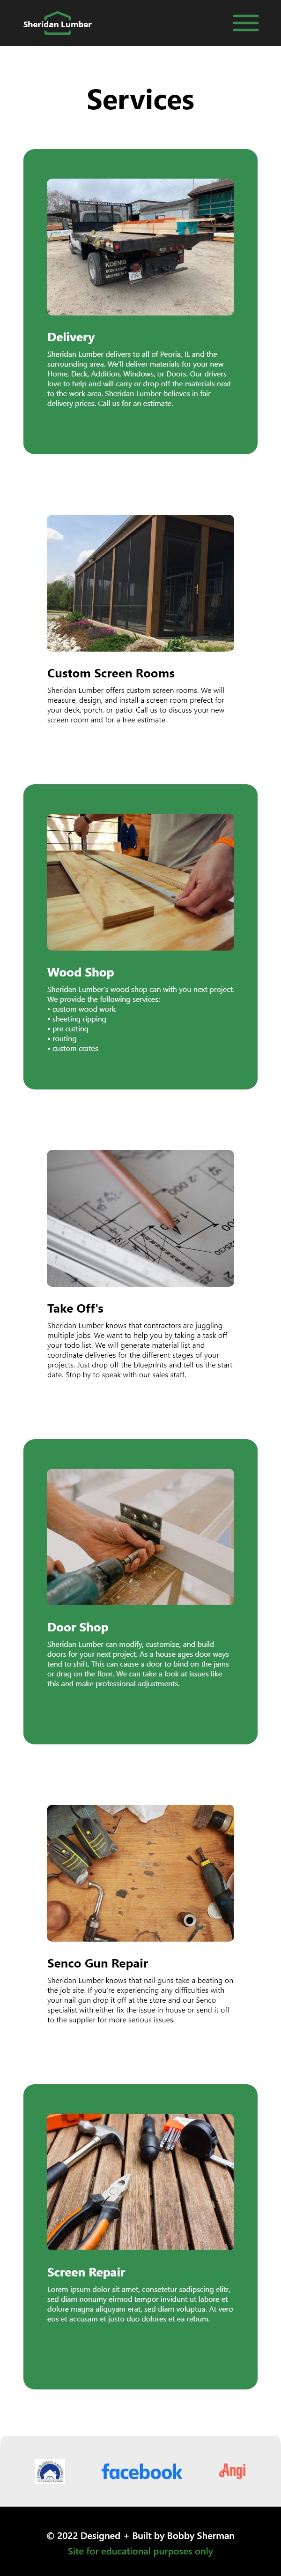 Sheridan Lumber
Services
KOENIG
Delivery
Sheridan Lumber delivers to all of Peoria, IL and the
surrounding area. We'll deliver materials for your new
Home, Deck, Addition, Windows, or Doors. Our drivers
love to help and will carry or drop off the materials next
to the work area. Sheridan Lumber believes in fair
delivery prices. Call us for an estimate.
Custom Screen Rooms
Sheridan Lumber offers custom screen rooms. We will
measure, design, and install a screen room prefect for
your deck, porch, or patio. Call us to discuss your new
screen room and for a free estimate.
Wood Shop
Sheridan Lumber's wood shop can with you next project.
We provide the following services:
• custom wood work
• sheeting ripping
• pre cutting
• routing
• custom crates
Take Off's
Sheridan Lumber knows that contractors are juggling
multiple jobs. We want to help you by taking a task off
your todo list. We will generate material list and
coordinate deliveries for the different stages of your
projects. Just drop off the blueprints and tell us the start
date. Stop by to speak with our sales staff.
Door Shop
Sheridan Lumber can modify, customize, and build
doors for your next project. As a house ages door ways
tend to shift. This can cause a door to bind on the jams
or drag on the floor. We can take a look at issues like
this and make professional adjustments.
Senco Gun Repair
Sheridan Lumber knows that nail guns take a beating on
the job site. If you're experiencing any difficulties with
your nail gun drop it off at the store and our Senco
specialist with either fix the issue in house or send it off
to the supplier for more serious issues.
Screen Repair
Lorem ipsum dolor sit amet, consetetur sadipscing elitr,
sed diam nonumy eirmod tempor invidunt ut labore et
dolore magna aliquyam erat, sed diam voluptua. At vero
eos et accusam et justo duo dolores et ea rebum.
facebook
Angi
© 2022 Designed + Built by Bobby Sherman
Site for educational purposes only